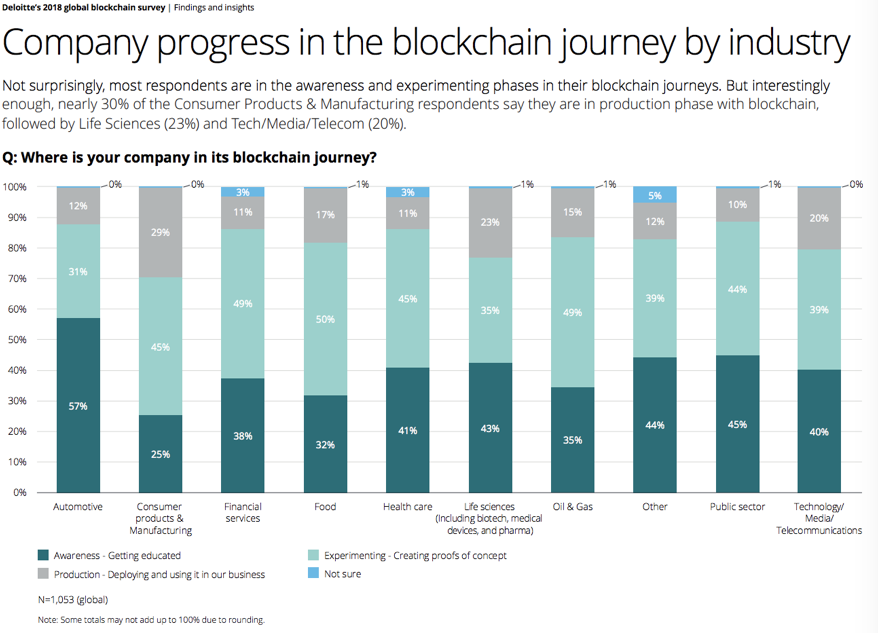 Deloitte's 2018 global blockchain survey | Findings and insights
Company progress in the blockchain journey by industry
Not surprisingly, most respondents are in the awareness and experimenting phases in their blockchain journeys. But interestingly
enough, nearly 30% of the Consumer Products & Manufacturing respondents say they are in production phase with blockchain,
followed by Life Sciences (23%) and Tech/Media/Telecom (20%).
Q: Where is your company in its blockchain journey?
100%
90%
80%
70%
60%
50%
40%
30%
20%
10%
0%
0%
12%
31%
57%
Automotive
0%
29%
45%
25%
Consumer
products &
Manufacturing
3%
11%
49%
38%
Financial
services
1%
17%
50%
32%
Food
3%
11%
45%
41%
Health care
1%
23%
35%
43%
Life sciences
(Including biotech, medical
devices, and pharma)
1%
15%
49%
35%
Oil & Gas
5%
12%
39%
44%
Other
1%
10%
44%
45%
Public sector
0%
20%
39%
40%
Technology/
Media/
Telecommunications
Awareness - Getting educated
Experimenting - Creating proofs of concept
Production - Deploying and using it in our business
Not sure
N=1,053 (global)
Note: Some totals may not add up to 100% due to rounding.